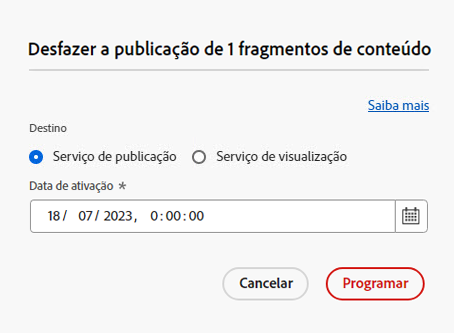 Desfazer a publicação de 1 fragmentos de conteúdo
Saiba mais
Destino
Serviço de publicação Serviço de visualização
Data de ativação *
18 / 07 / 2023 , 0 : 00 : 00
Cancelar Programar